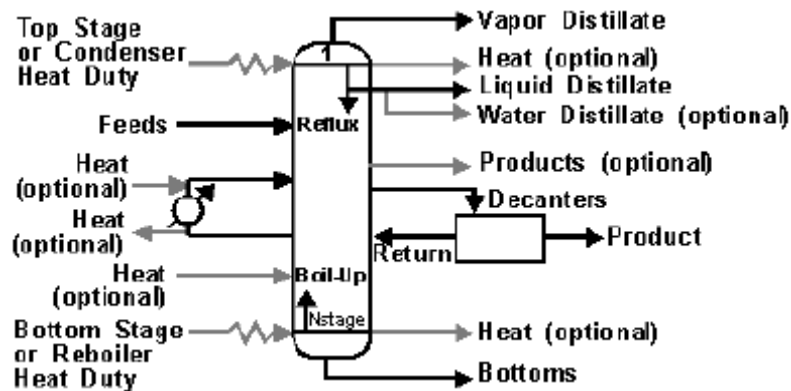 Top Stage
or Condenser
Heat Duty
Vapor Distillate
Heat (optional)
Liquid Distillate
Water Distillate (optional)
1
Reflux
Feeds
Products (optional)
Heat
(optional)
Heat
(optional)
Decanters
Return
Product
Heat
(optional)
Boil-Up
Nstage
Bottom Stage
or Reboiler
Heat Duty
Heat (optional)
Bottoms